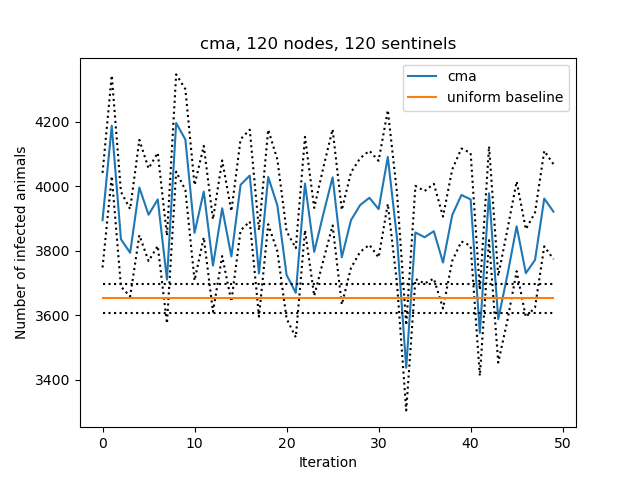 cma, 120 nodes, 120 sentinels
cma
uniform baseline
Number of infected animals
4200
4000
3800
3600
3400
0 10 20 30 40 50
Iteration